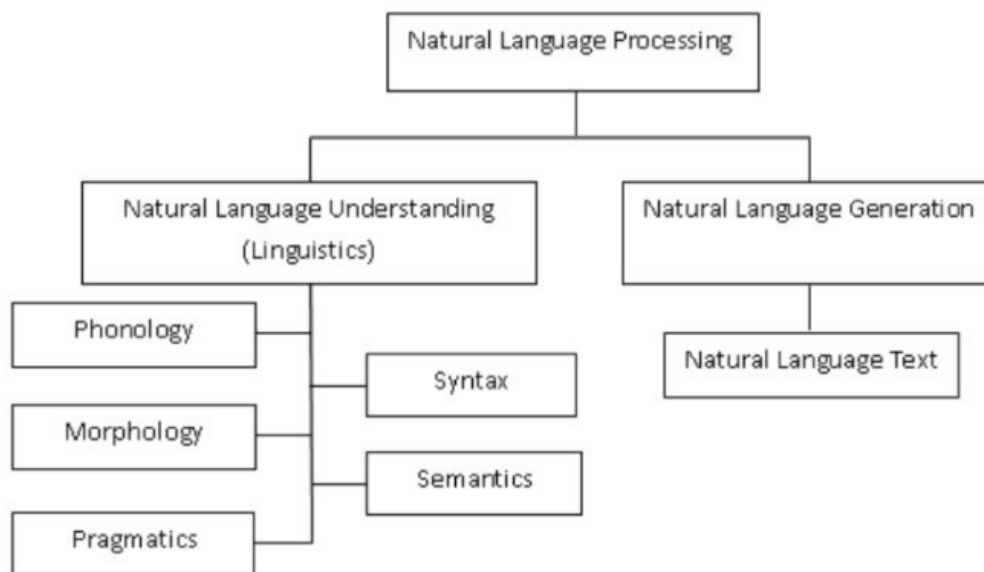 Natural Language Processing
Natural Language Understanding
(Linguistics)
Natural Language Generation
Phonology
Syntax
Natural Language Text
Morphology
Semantics
Pragmatics